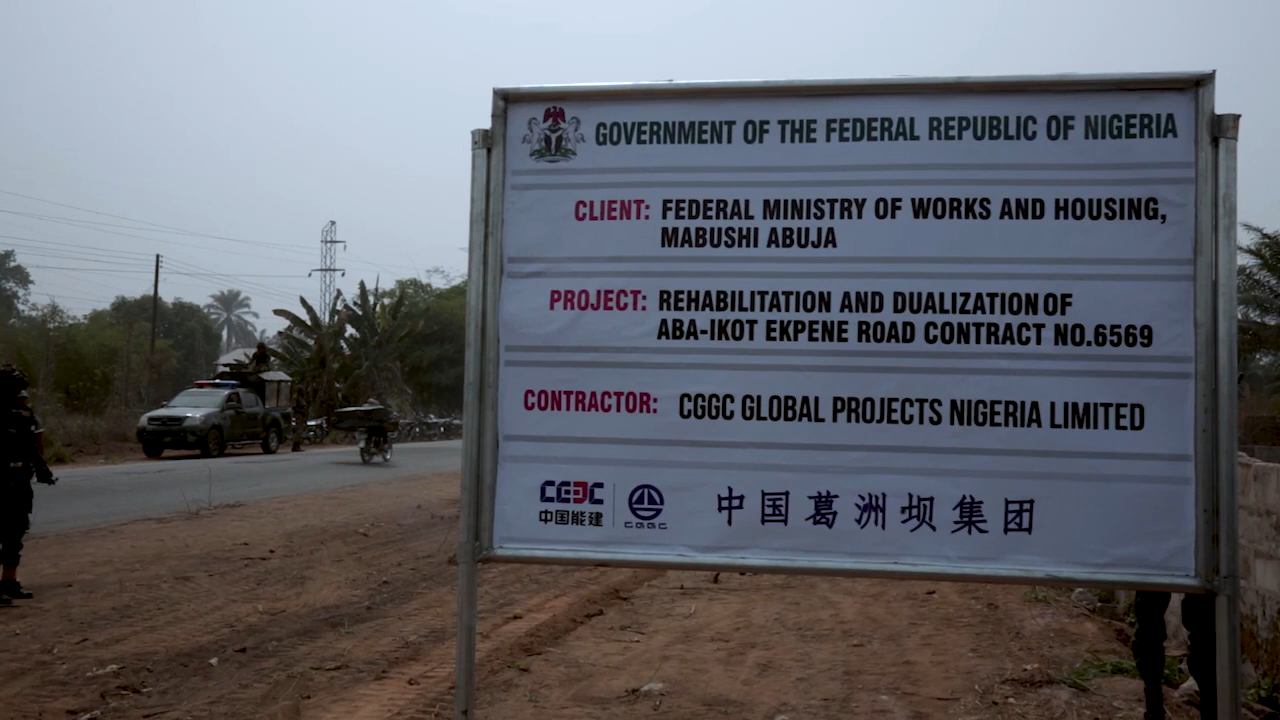 GOVERNMENT OF THE FEDERAL REPUBLIC OF NIGERIA
CLIENT: FEDERAL MINISTRY OF WORKS AND HOUSING,
MABUSHI ABUJA
PROJECT: REHABILITATION AND DUALIZATION OF
ABA-IKOT EKPENE ROAD CONTRACT NO.6569
CONTRACTOR: CGGC GLOBAL PROJECTS NIGERIA LIMITED
CEEC
中国能建
CGGC
中国葛洲坝集团